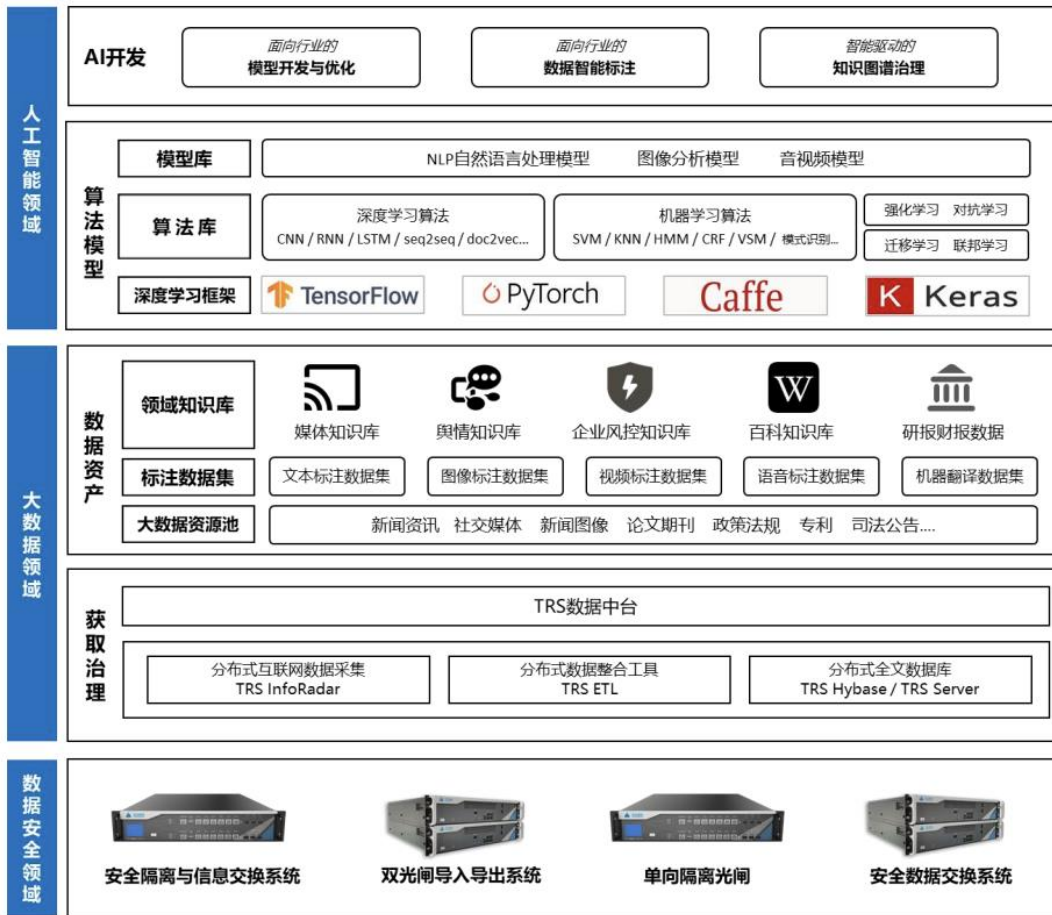 人工智能领域
AI开发
面向行业的
模型开发与优化
面向行业的
数据智能标注
智能驱动的
知识图谱治理
算法模型
模型库
NLP自然语言处理模型 图像分析模型 音视频模型
算法库
深度学习算法
CNN / RNN / LSTM / seq2seq / doc2vec...
机器学习算法
SVM / KNN / HMM / CRF / VSM / 模式识别...
强化学习 对抗学习
迁移学习 联邦学习
深度学习框架
TensorFlow
PyTorch
Caffe
K Keras
大数据领域
数据资产
领域知识库
媒体知识库
舆情知识库
企业风控知识库
W
百科知识库
研报财报数据
标注数据集
文本标注数据集
图像标注数据集
视频标注数据集
语音标注数据集
机器翻译数据集
大数据资源池
新闻资讯 社交媒体 新闻图像 论文期刊 政策法规 专利 司法公告....
获取治理
TRS数据中台
分布式互联网数据采集
TRS InfoRadar
分布式数据整合工具
TRS ETL
分布式全文数据库
TRS Hybase / TRS Server
数据安全领域
安全隔离与信息交换系统
双光闸导入导出系统
单向隔离光闸
安全数据交换系统